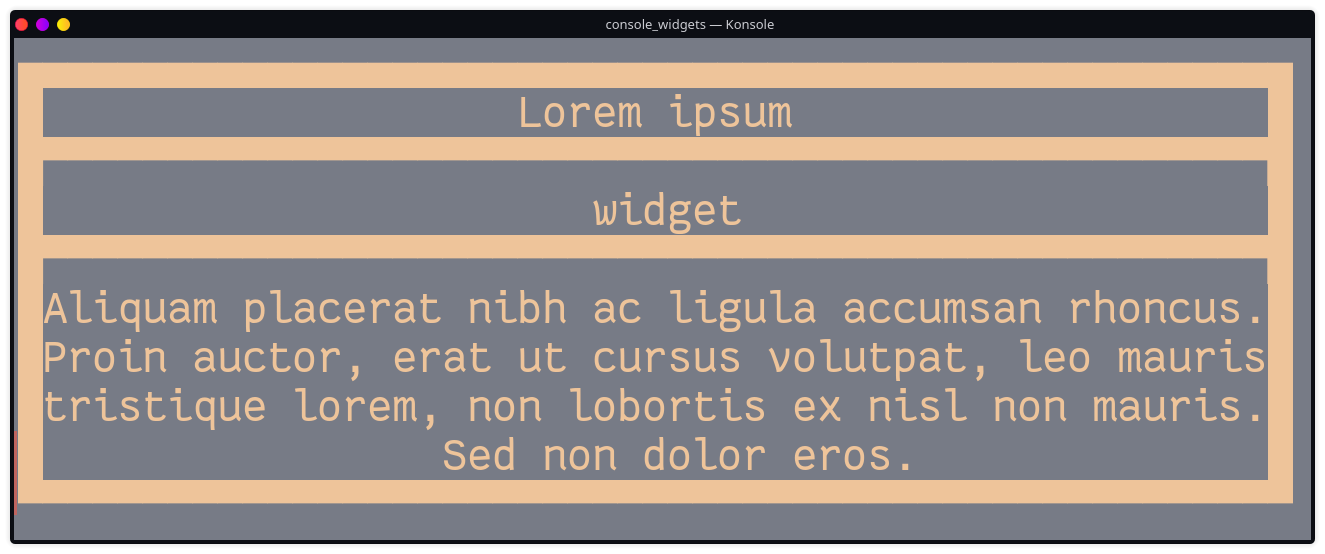 console_widgets — Konsole
Lorem ipsum
widget
Aliquam placerat nibh ac ligula accumsan rhoncus.
Proin auctor, erat ut cursus volutpat, leo mauris
tristique lorem, non lobortis ex nisl non mauris.
Sed non dolor eros.